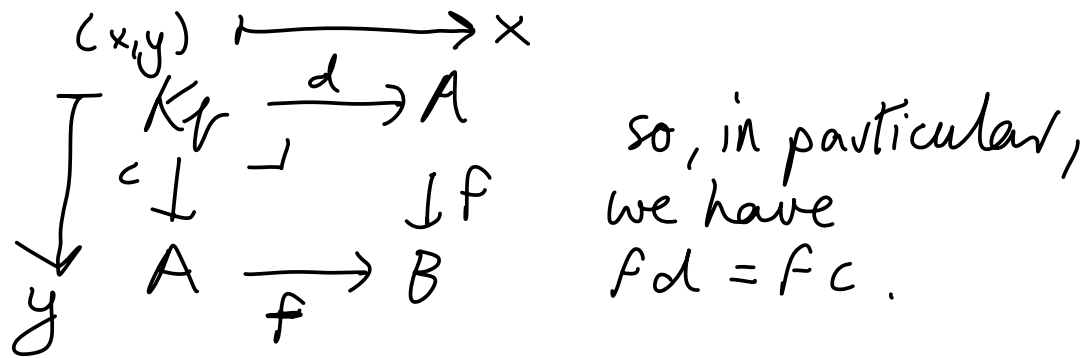 (x,y) ↦ x
Kf d A
c f
A f B
y
so, in particular,
we have
fd = fc.